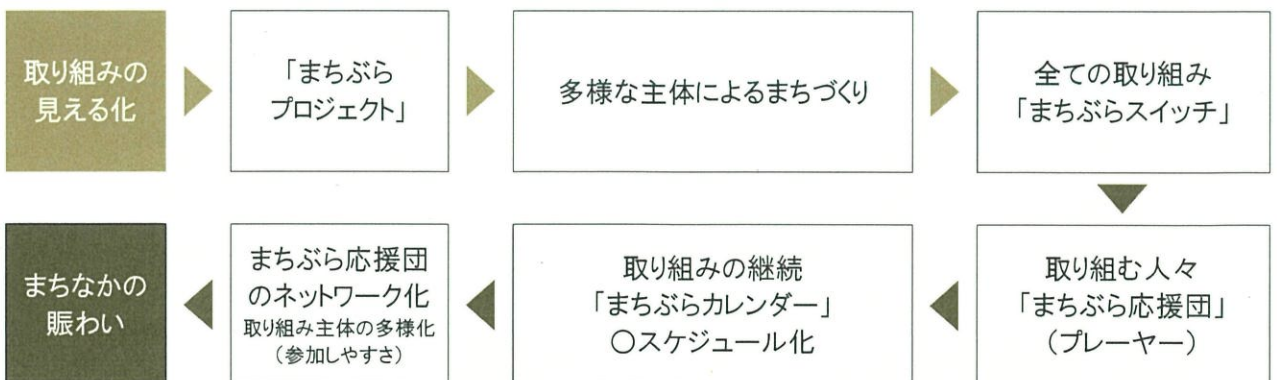 取り組みの
見える化
「まちぶら
プロジェクト」
多様な主体によるまちづくり
全ての取り組み
「まちぶらスイッチ」
取り組む人々
「まちぶら応援団」
（プレーヤー）
取り組みの継続
「まちぶらカレンダー」
○スケジュール化
まちぶら応援団
のネットワーク化
取り組み主体の多様化
（参加しやすさ）
まちなかの
賑わい